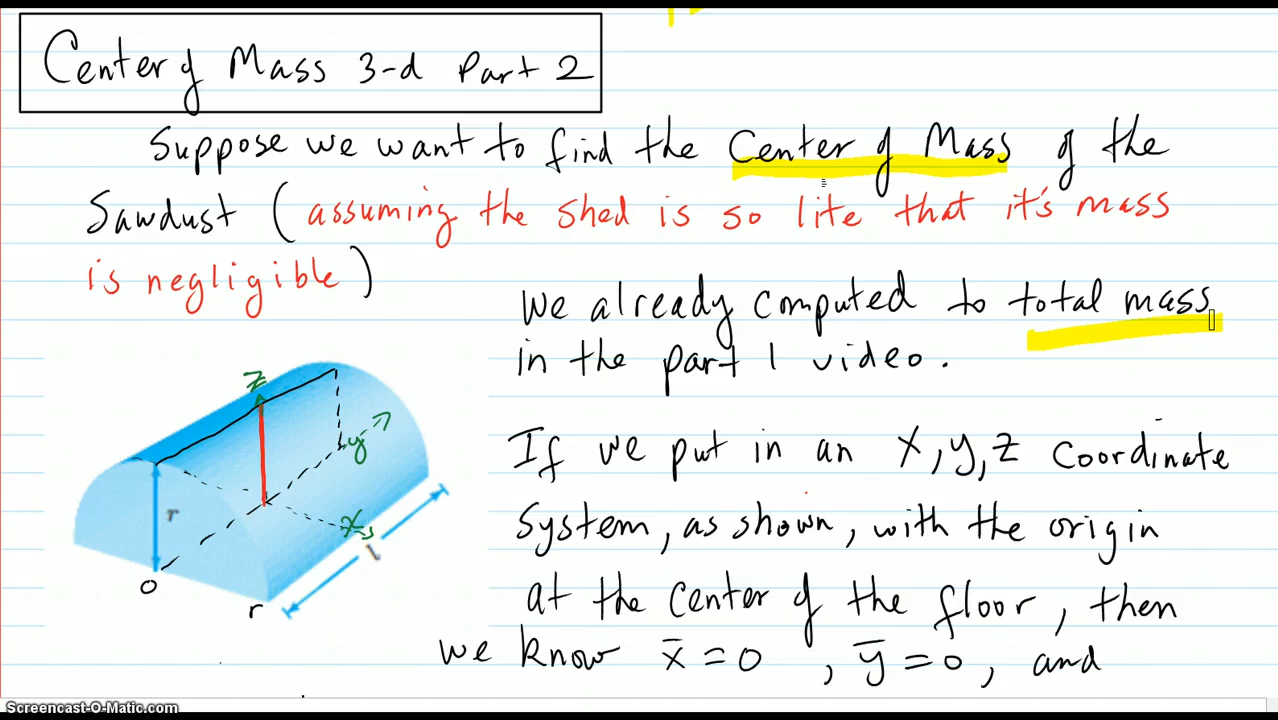 Center of Mass 3-d Part 2
Suppose we want to find the Center of Mass of the
Sawdust (assuming the shed is so lite that it's mass
is negligible)
We already computed to total mass
in the part 1 video.
If we put in an x, y, z coordinate
system, as shown, with the origin
at the center of the floor, then
we know x̄ = 0 , ȳ = 0, and
z
y
r
x
l
0
r
Screencast-O-Matic.com